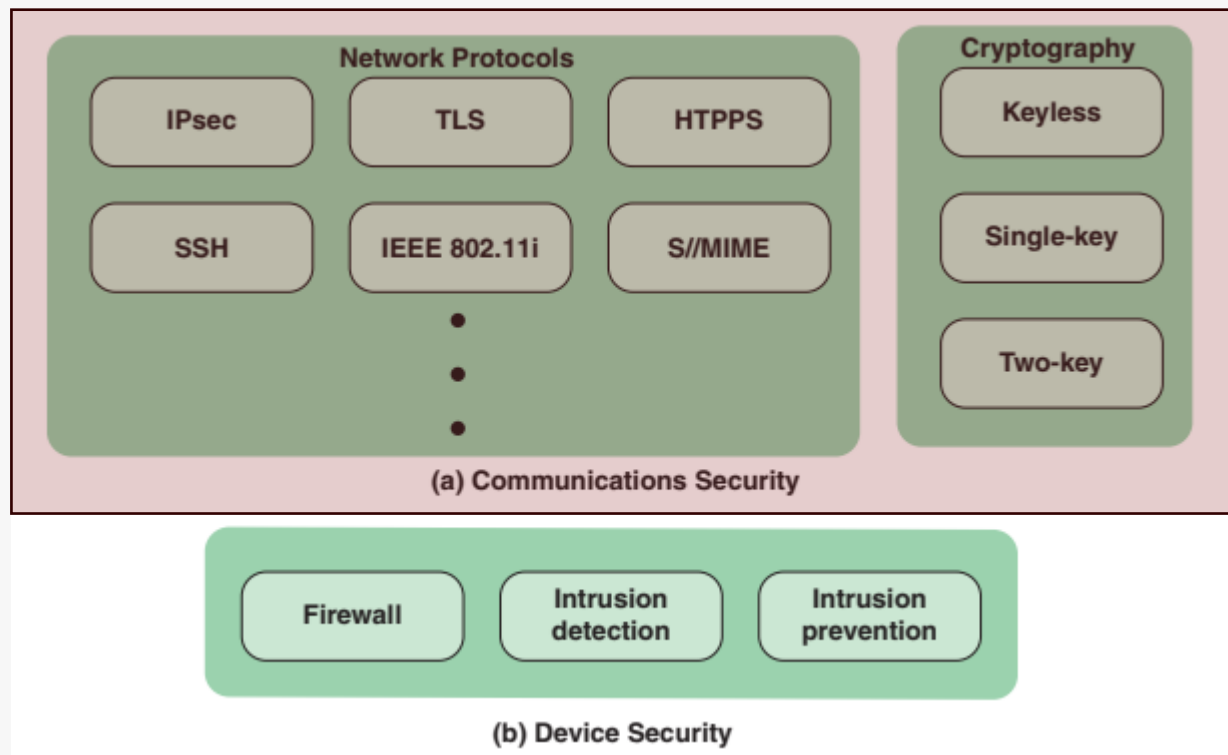 Network Protocols
Cryptography
IPsec
TLS
HTPPS
Keyless
SSH
IEEE 802.11i
S//MIME
Single-key
Two-key
(a) Communications Security
Firewall
Intrusion
detection
Intrusion
prevention
(b) Device Security